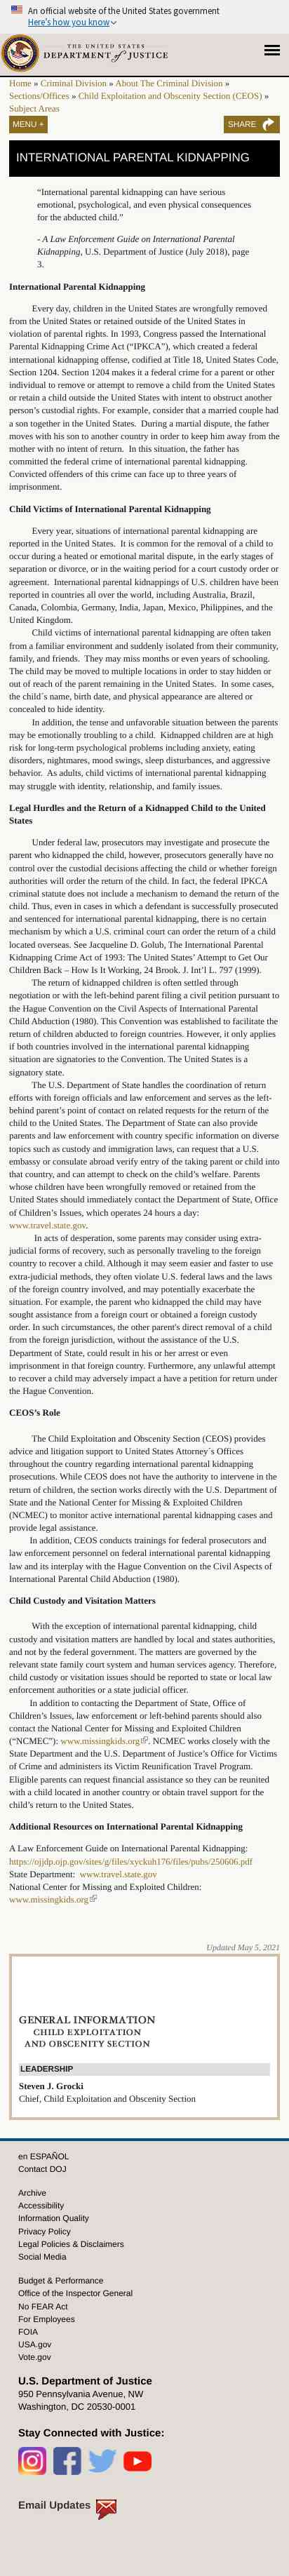 An official website of the United States government
Here's how you know
THE UNITED STATES
DEPARTMENT of JUSTICE
Home » Criminal Division » About The Criminal Division »
Sections/Offices » Child Exploitation and Obscenity Section (CEOS) »
Subject Areas
MENU +
SHARE
INTERNATIONAL PARENTAL KIDNAPPING
“International parental kidnapping can have serious
emotional, psychological, and even physical consequences
for the abducted child.”
- A Law Enforcement Guide on International Parental
Kidnapping, U.S. Department of Justice (July 2018), page
3.
International Parental Kidnapping
Every day, children in the United States are wrongfully removed
from the United States or retained outside of the United States in
violation of parental rights. In 1993, Congress passed the International
Parental Kidnapping Crime Act (“IPKCA”), which created a federal
international kidnapping offense, codified at Title 18, United States Code,
Section 1204. Section 1204 makes it a federal crime for a parent or other
individual to remove or attempt to remove a child from the United States
or retain a child outside the United States with intent to obstruct another
person’s custodial rights. For example, consider that a married couple had
a son together in the United States. During a martial dispute, the father
moves with the son to another country in order to keep him away from the
mother with no intent of return. In this situation, the father has
committed the federal crime of international parental kidnapping.
Convicted offenders of this crime can face up to three years of
imprisonment.
Child Victims of International Parental Kidnapping
Every year, situations of international parental kidnapping are
reported in the United States. It is common for the removal of a child to
occur during a heated or emotional marital dispute, in the early stages of
separation or divorce, or in the waiting period for a court custody order or
agreement. International parental kidnappings of U.S. children have been
reported in countries all over the world, including Australia, Brazil,
Canada, Colombia, Germany, India, Japan, Mexico, Philippines, and the
United Kingdom.
Child victims of international parental kidnapping are often taken
from a familiar environment and suddenly isolated from their community,
family, and friends. They may miss months or even years of schooling.
The child may be moved to multiple locations in order to stay hidden or
out of reach of the parent remaining in the United States. In some cases,
the child´s name, birth date, and physical appearance are altered or
concealed to hide identity.
In addition, the tense and unfavorable situation between the parents
may be emotionally troubling to a child. Kidnapped children are at high
risk for long-term psychological problems including anxiety, eating
disorders, nightmares, mood swings, sleep disturbances, and aggressive
behavior. As adults, child victims of international parental kidnapping
may struggle with identity, relationship, and family issues.
Legal Hurdles and the Return of a Kidnapped Child to the United
States
Under federal law, prosecutors may investigate and prosecute the
parent who kidnapped the child, however, prosecutors generally have no
control over the custodial decisions affecting the child or whether foreign
authorities will order the return of the child. In fact, the federal IPKCA
criminal statute does not include a mechanism to demand the return of the
child. Thus, even in cases in which a defendant is successfully prosecuted
and sentenced for international parental kidnapping, there is no certain
mechanism by which a U.S. criminal court can order the return of a child
located overseas. See Jacqueline D. Golub, The International Parental
Kidnapping Crime Act of 1993: The United States’ Attempt to Get Our
Children Back – How Is It Working, 24 Brook. J. Int’l L. 797 (1999).
The return of kidnapped children is often settled through
negotiation or with the left-behind parent filing a civil petition pursuant to
the Hague Convention on the Civil Aspects of International Parental
Child Abduction (1980). This Convention was established to facilitate the
return of children kidnapped to foreign countries. However, it only applies
if both countries involved in the international parental kidnapping
situation are signatories to the Convention. The United States is a
signatory state.
The U.S. Department of State handles the coordination of return
efforts with foreign officials and law enforcement and serves as the left-
behind parent’s point of contact on related requests for the return of the
child to the United States. The Department of State can also provide
parents and law enforcement with country specific information on diverse
topics such as custody and immigration laws, can request that a U.S.
embassy or consulate abroad verify entry of the taking parent or child into
that country, and can attempt to check on the child’s welfare. Parents
whose children have been wrongfully removed or retained from the
United States should immediately contact the Department of State, Office
of Children’s Issues, which operates 24 hours a day:
www.travel.state.gov.
As acts of desperation, some parents may consider using extra-
judicial forms of recovery, such as personally traveling to the foreign
country to recover a child. Although it may seem easier and faster to use
extra-judicial methods, they often violate U.S. federal laws and the laws
of the foreign country involved, and may potentially exacerbate the
situation. For example, the parent who kidnapped the child may have
sought assistance from a foreign court or obtained a foreign custody
order. In such circumstances, the other parent's direct removal of a child
from the foreign jurisdiction, without the assistance of the U.S.
Department of State, could result in his or her arrest or even
imprisonment in that foreign country. Furthermore, any unlawful attempt
to recover a child may adversely impact a have a petition for return under
the Hague Convention.
CEOS’s Role
The Child Exploitation and Obscenity Section (CEOS) provides
advice and litigation support to United States Attorney´s Offices
throughout the country regarding international parental kidnapping
prosecutions. While CEOS does not have the authority to intervene in the
return of children, the section works directly with the U.S. Department of
State and the National Center for Missing & Exploited Children
(NCMEC) to monitor active international parental kidnapping cases and
provide legal assistance.
In addition, CEOS conducts trainings for federal prosecutors and
law enforcement personnel on federal international parental kidnapping
law and its interplay with the Hague Convention on the Civil Aspects of
International Parental Child Abduction (1980).
Child Custody and Visitation Matters
With the exception of international parental kidnapping, child
custody and visitation matters are handled by local and states authorities,
and not by the federal government. The matters are governed by the
relevant state family court system and human services agency. Therefore,
child custody or visitation issues should be reported to state or local law
enforcement authorities or a state judicial officer.
In addition to contacting the Department of State, Office of
Children’s Issues, law enforcement or left-behind parents should also
contact the National Center for Missing and Exploited Children
(“NCMEC”): www.missingkids.org. NCMEC works closely with the
State Department and the U.S. Department of Justice’s Office for Victims
of Crime and administers its Victim Reunification Travel Program.
Eligible parents can request financial assistance so they can be reunited
with a child located in another country or obtain travel support for the
child’s return to the United States.
Additional Resources on International Parental Kidnapping
A Law Enforcement Guide on International Parental Kidnapping:
https://ojjdp.ojp.gov/sites/g/files/xyckuh176/files/pubs/250606.pdf
State Department: www.travel.state.gov
National Center for Missing and Exploited Children:
www.missingkids.org
Updated May 5, 2021
GENERAL INFORMATION
CHILD EXPLOITATION
AND OBSCENITY SECTION
LEADERSHIP
Steven J. Grocki
Chief, Child Exploitation and Obscenity Section
en ESPAÑOL
Contact DOJ
Archive
Accessibility
Information Quality
Privacy Policy
Legal Policies & Disclaimers
Social Media
Budget & Performance
Office of the Inspector General
No FEAR Act
For Employees
FOIA
USA.gov
Vote.gov
U.S. Department of Justice
950 Pennsylvania Avenue, NW
Washington, DC 20530-0001
Stay Connected with Justice:
Email Updates